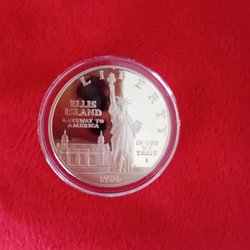 LIBERTY
ELLIS
ISLAND
GATEWAY TO
AMERICA
IN GOD
WE
TRUST
S
1986